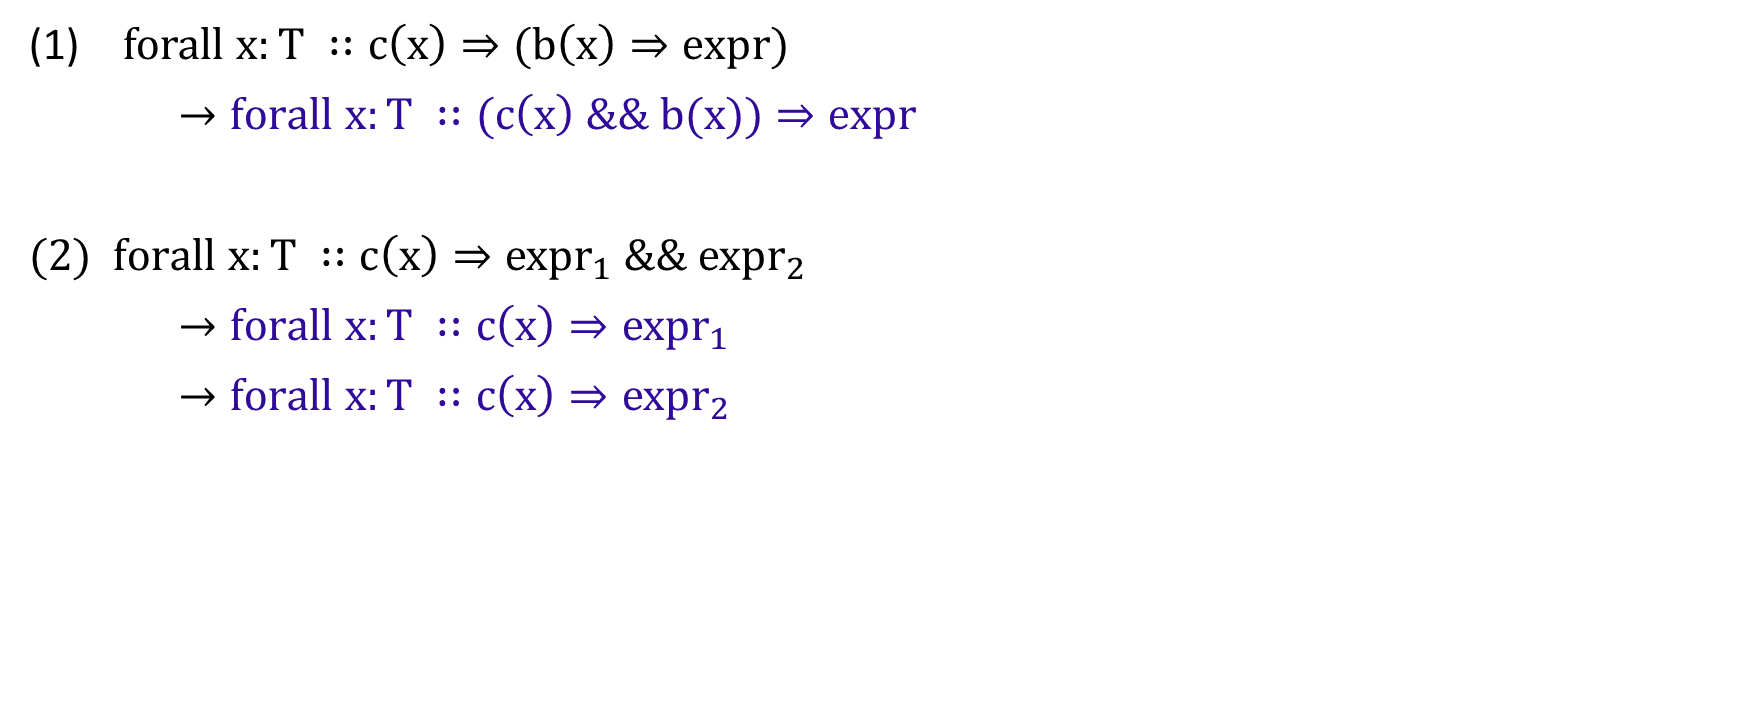 (1) forall x: T :: c(x) ⇒ (b(x) ⇒ expr)
→ forall x: T :: (c(x) && b(x)) ⇒ expr
(2) forall x: T :: c(x) ⇒ expr₁ && expr₂
→ forall x: T :: c(x) ⇒ expr₁
→ forall x: T :: c(x) ⇒ expr₂